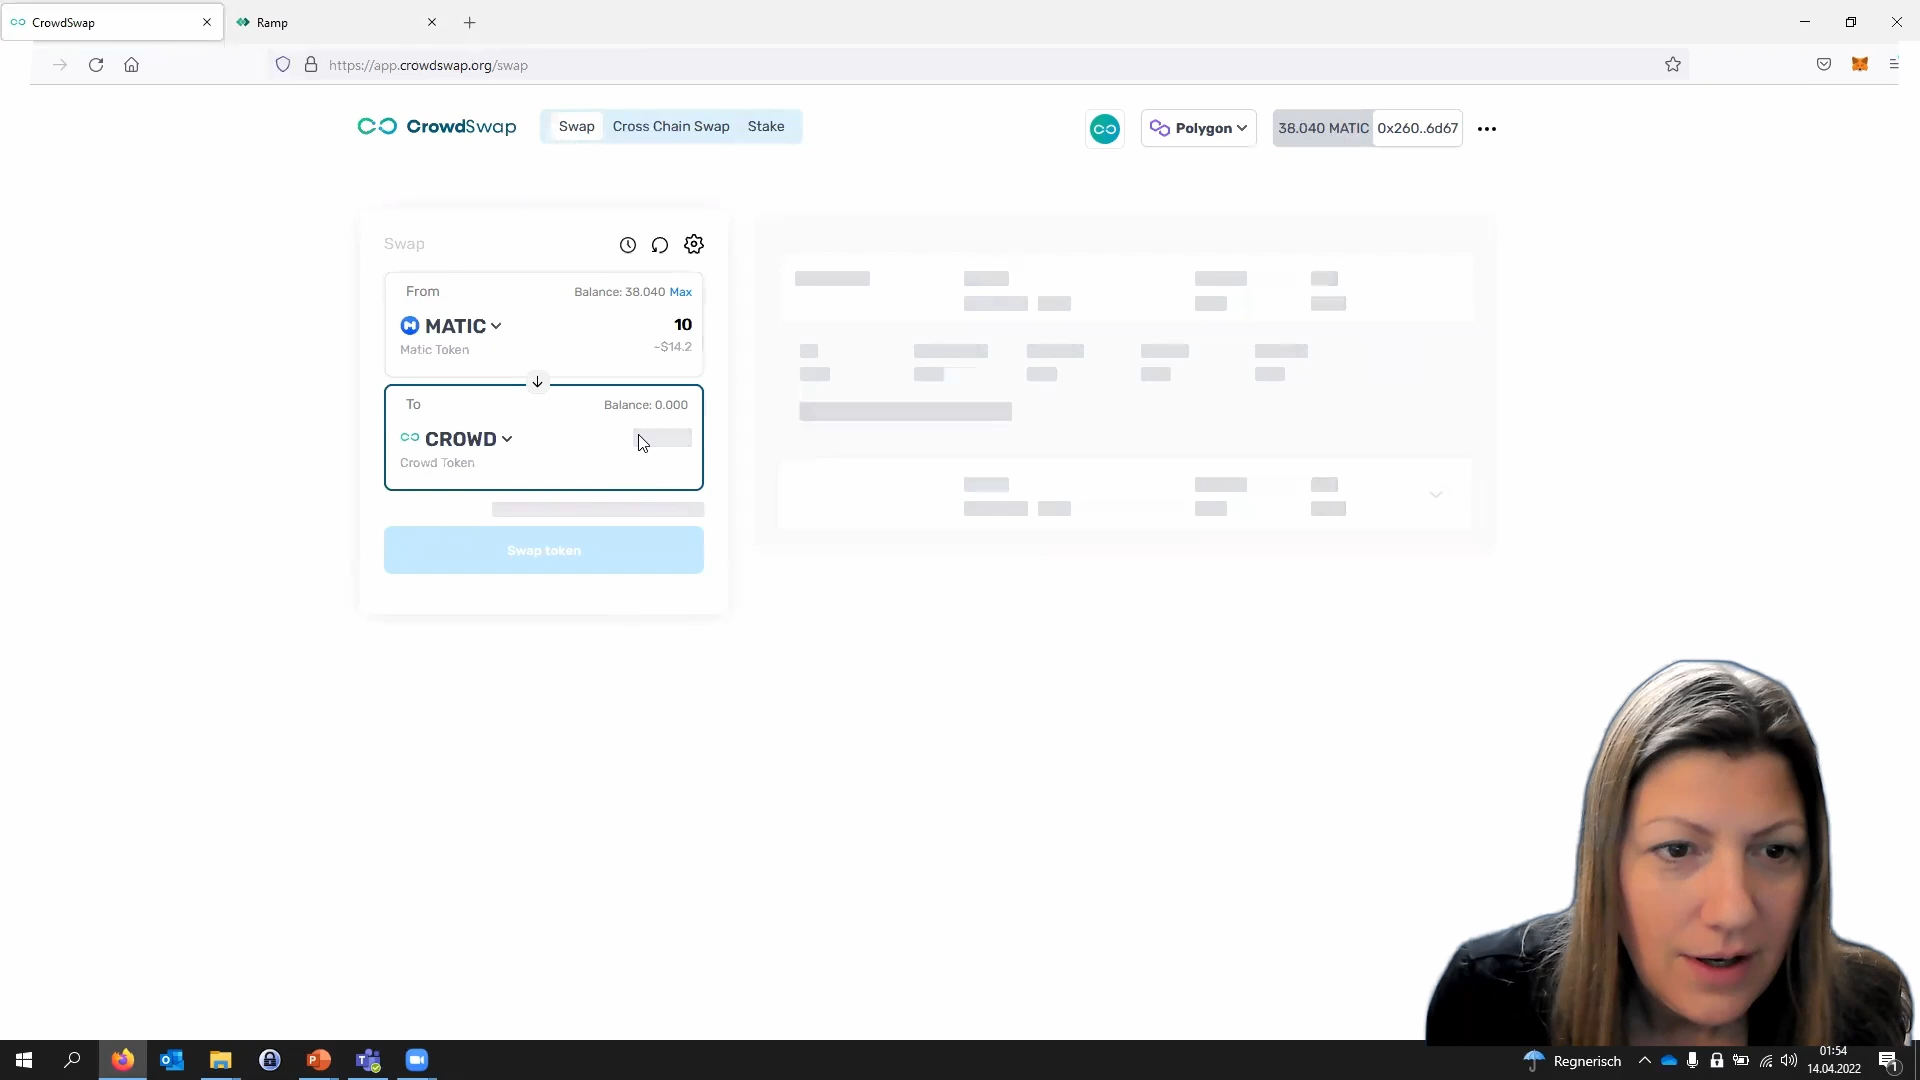 CrowdSwap
Ramp
https://app.crowdswap.org/swap
CrowdSwap
Swap
Cross Chain Swap
Stake
Polygon
38.040 MATIC
0x260..6d67
Swap
From
Balance: 38.040 Max
MATIC
10
Matic Token
~$14.2
To
Balance: 0.000
CROWD
Crowd Token
Swap token
Regnerisch
01:54
14.04.2022
1